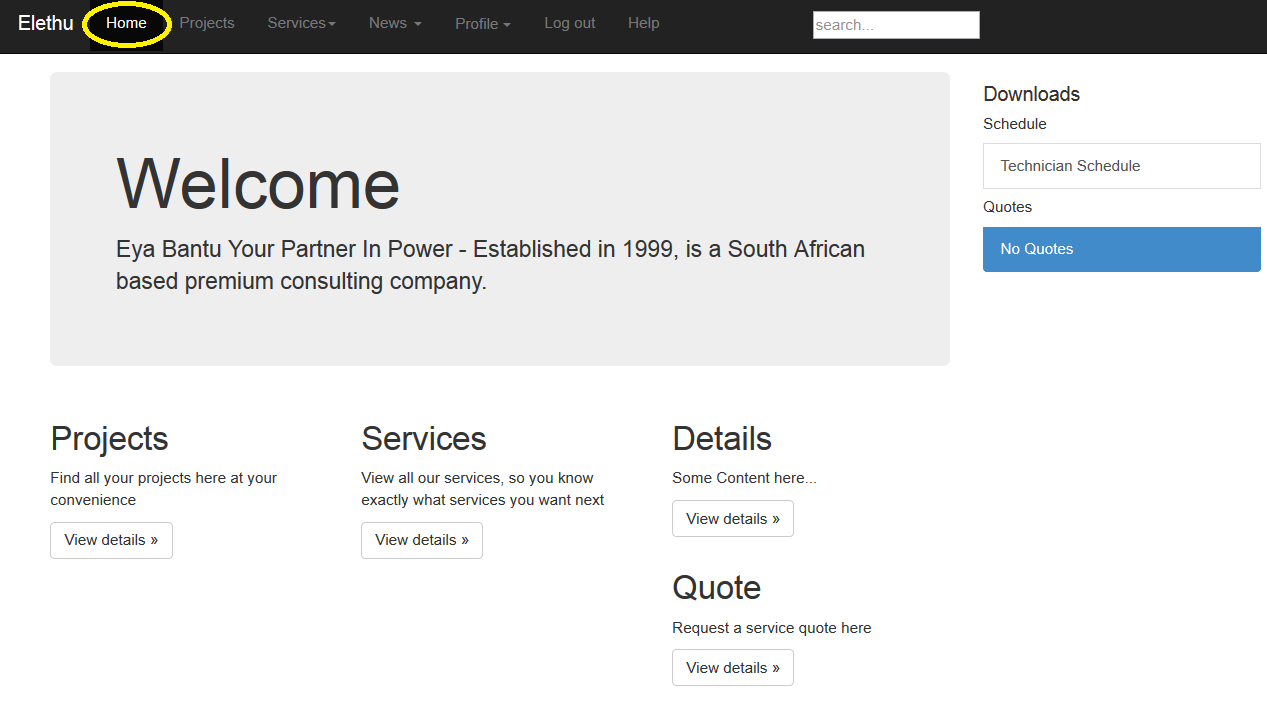 Elethu Home Projects Services News Profile Log out Help search...
Welcome
Eya Bantu Your Partner In Power - Established in 1999, is a South African
based premium consulting company.
Downloads
Schedule
Technician Schedule
Quotes
No Quotes
Projects
Find all your projects here at your
convenience
View details »
Services
View all our services, so you know
exactly what services you want next
View details »
Details
Some Content here...
View details »
Quote
Request a service quote here
View details »